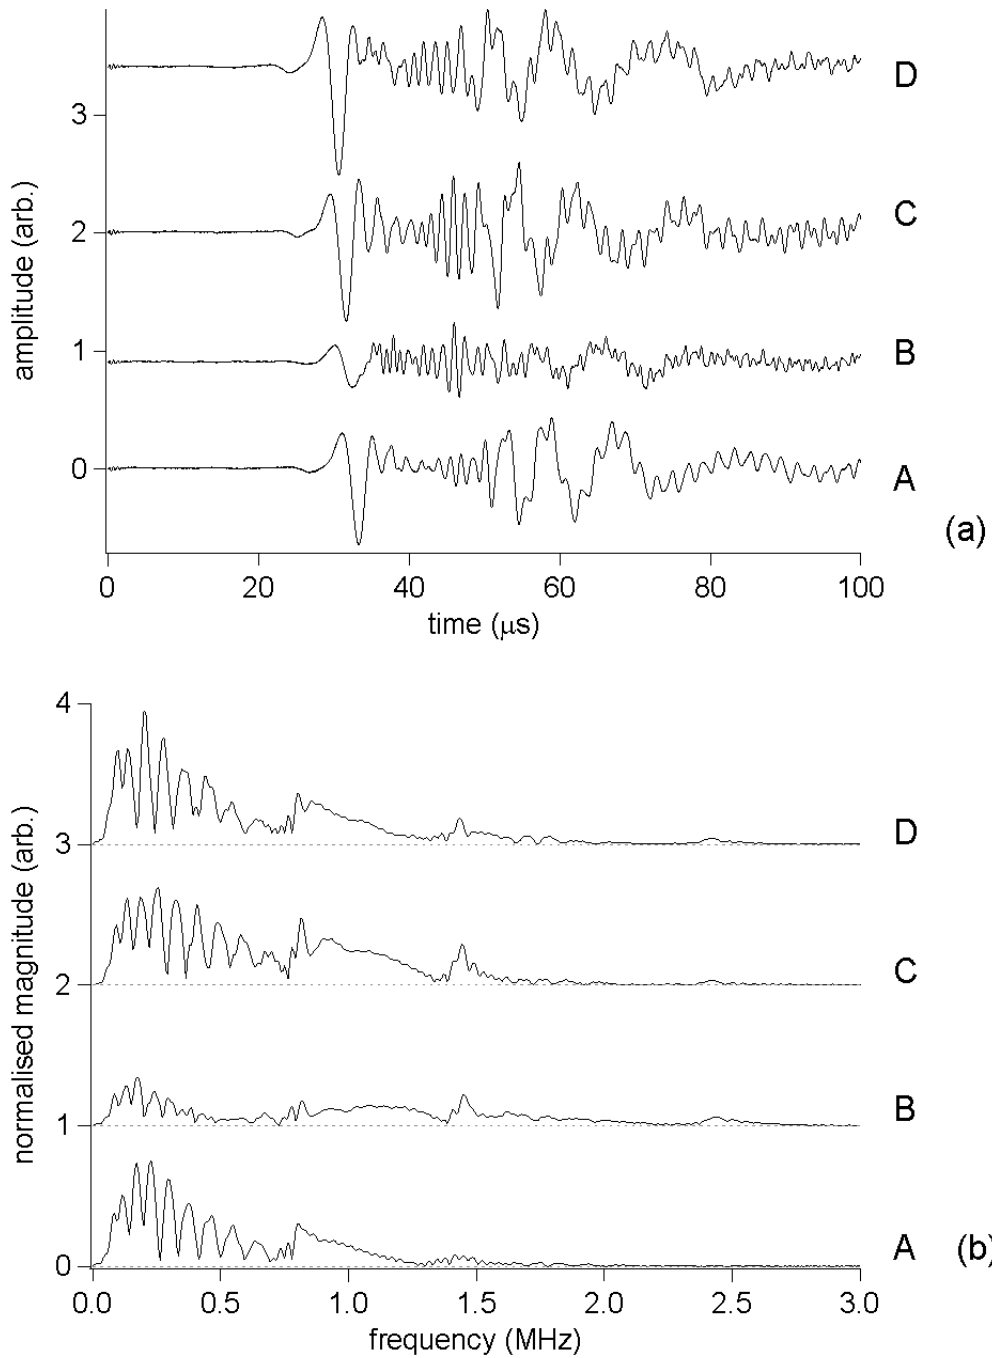 D
3
C
2
B
1
A
0
(a)
0 20 40 60 80 100
time (μs)
amplitude (arb.)
4
D
3
C
2
B
1
A
0
(b)
0.0 0.5 1.0 1.5 2.0 2.5 3.0
frequency (MHz)
normalised magnitude (arb.)